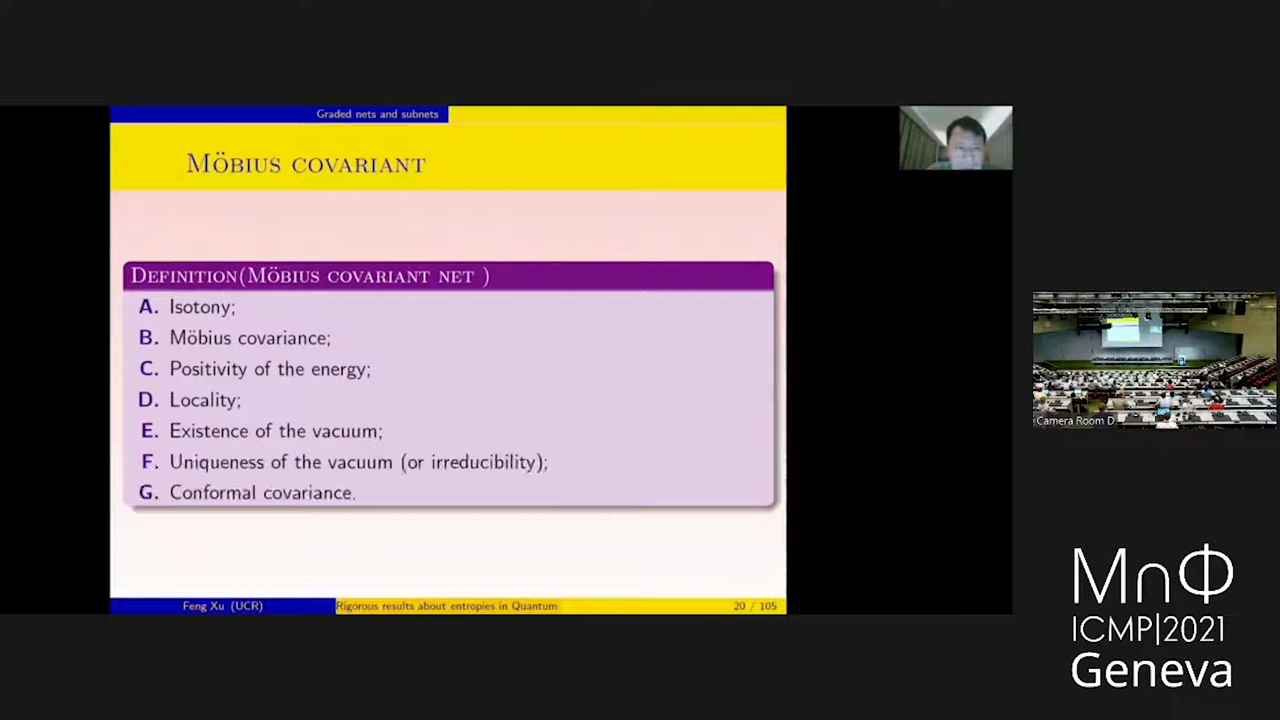 Graded nets and subnets
Möbius covariant
Definition(Möbius covariant net )
A. Isotony;
B. Möbius covariance;
C. Positivity of the energy;
D. Locality;
E. Existence of the vacuum;
F. Uniqueness of the vacuum (or irreducibility);
G. Conformal covariance.
Feng Xu (UCR)
Rigorous results about entropies in Quantum
20 / 105
Camera Room D
M∩Φ
ICMP|2021
Geneva